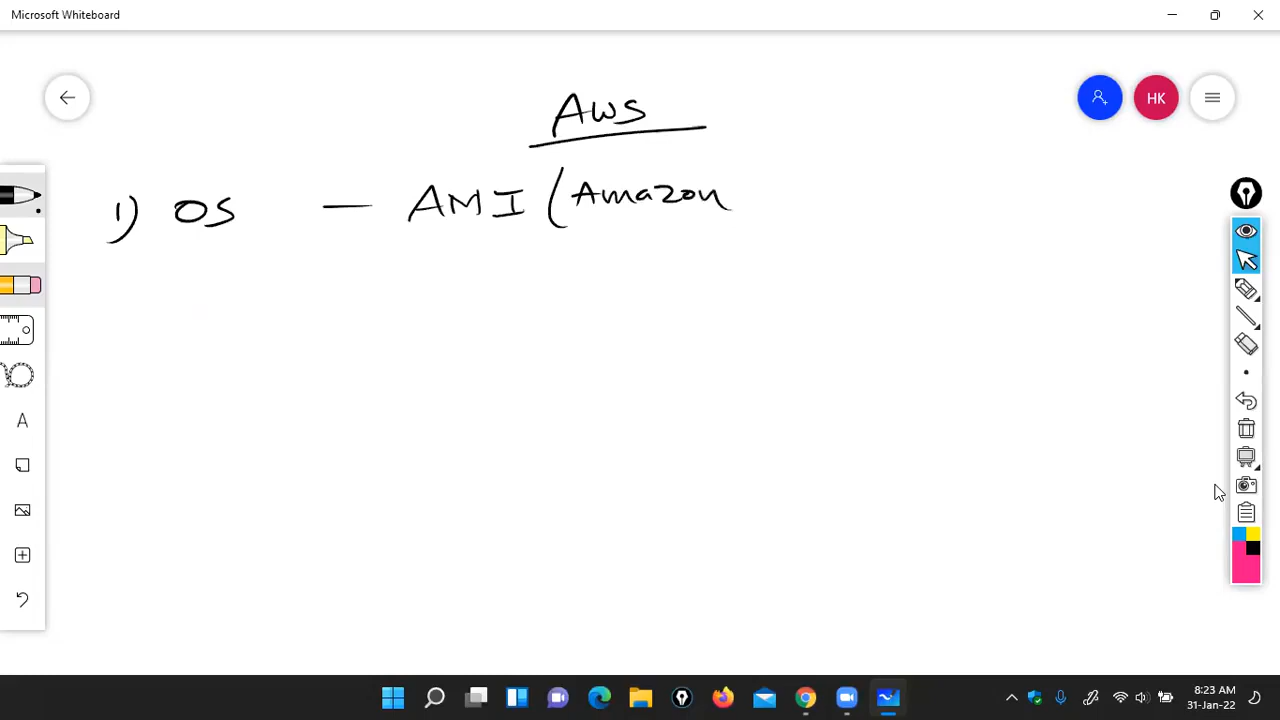 Microsoft Whiteboard
HK
AWS
1) OS — AMI (Amazon
A
8:23 AM
31-Jan-22